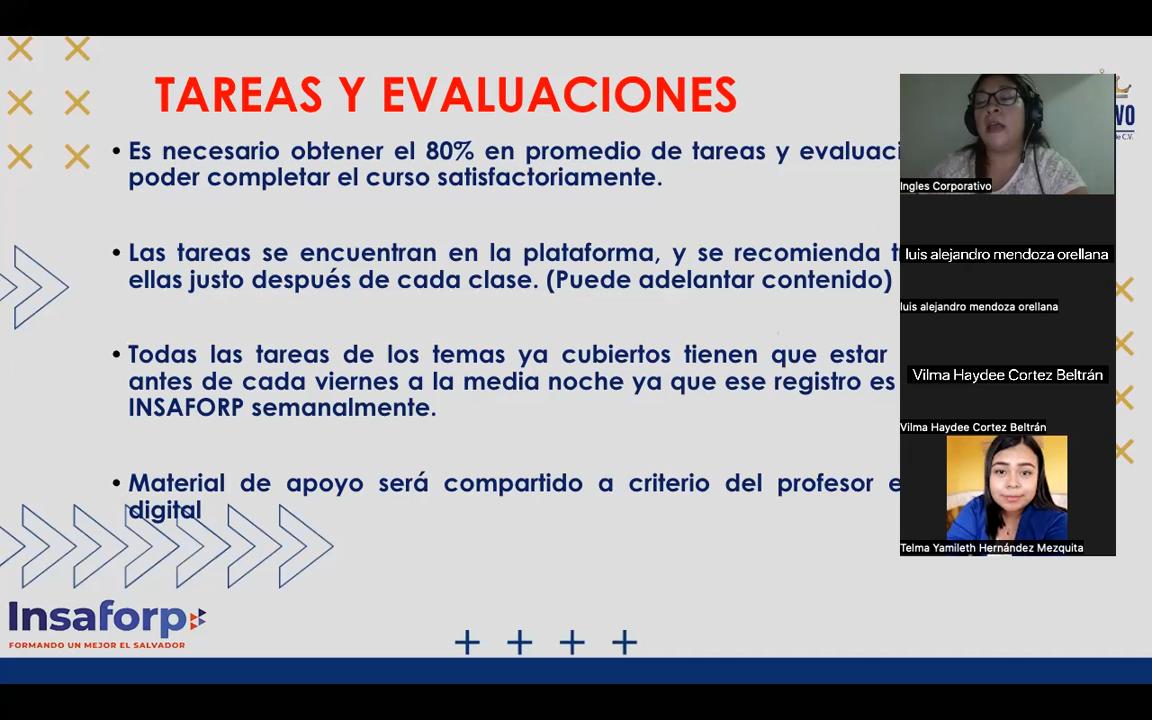 TAREAS Y EVALUACIONES
• Es necesario obtener el 80% en promedio de tareas y
poder completar el curso satisfactoriamente.
• Las tareas se encuentran en la plataforma, y se recomienda
ellas justo después de cada clase. (Puede adelantar contenido)
• Todas las tareas de los temas ya cubiertos tienen que estar
antes de cada viernes a la media noche ya que ese registro es
INSAFORP semanalmente.
• Material de apoyo será compartido a criterio del profesor
digital
Insaforp
FORMANDO UN MEJOR EL SALVADOR
VO
de C.V.
Ingles Corporativo
luis alejandro mendoza orellana
luis alejandro mendoza orellana
Vilma Haydee Cortez Beltrán
Vilma Haydee Cortez Beltrán
Telma Yamileth Hernández Mezquita